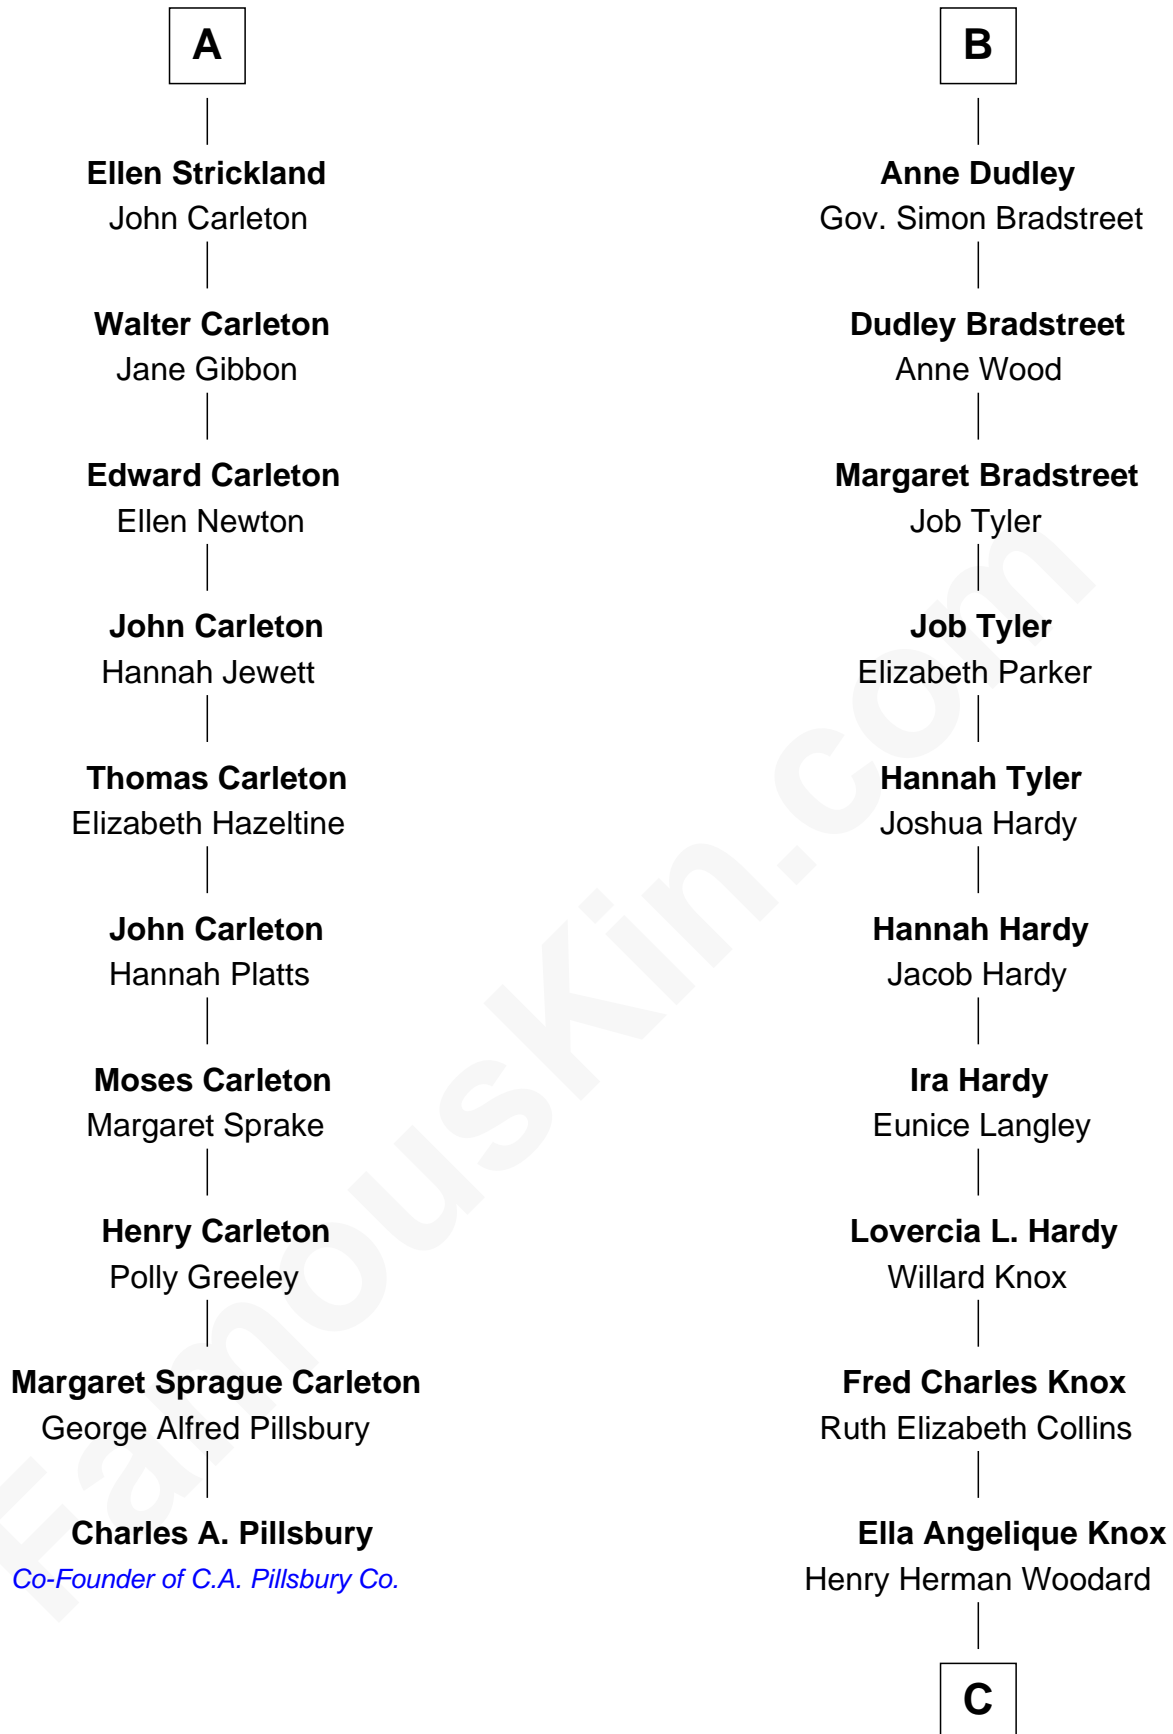 A
Ellen Strickland
John Carleton
Walter Carleton
Jane Gibbon
Edward Carleton
Ellen Newton
John Carleton
Hannah Jewett
Thomas Carleton
Elizabeth Hazeltine
John Carleton
Hannah Platts
Moses Carleton
Margaret Sprake
Henry Carleton
Polly Greeley
Margaret Sprague Carleton
George Alfred Pillsbury
Charles A. Pillsbury
Co-Founder of C.A. Pillsbury Co.
B
Anne Dudley
Gov. Simon Bradstreet
Dudley Bradstreet
Anne Wood
Margaret Bradstreet
Job Tyler
Job Tyler
Elizabeth Parker
Hannah Tyler
Joshua Hardy
Hannah Hardy
Jacob Hardy
Ira Hardy
Eunice Langley
Lovercia L. Hardy
Willard Knox
Fred Charles Knox
Ruth Elizabeth Collins
Ella Angelique Knox
Henry Herman Woodard
C
FamousKin.com